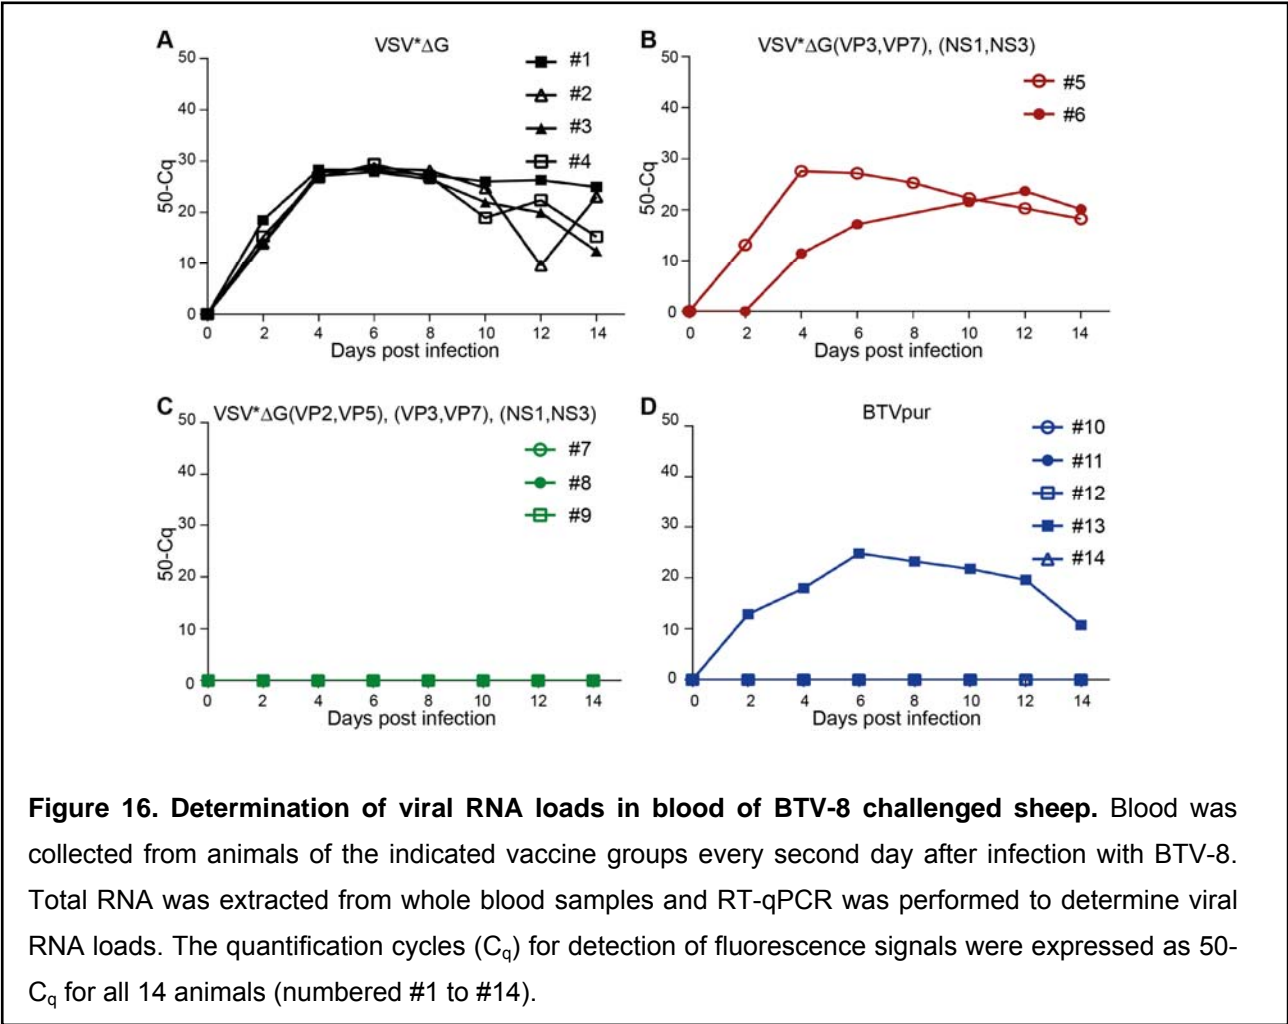 A
VSV*ΔG
50
40
30
20
10
0
50-Cq
#1
#2
#3
#4
0 2 4 6 8 10 12 14
Days post infection
B
VSV*ΔG(VP3,VP7), (NS1,NS3)
50
40
30
20
10
0
50-Cq
#5
#6
0 2 4 6 8 10 12 14
Days post infection
C
VSV*ΔG(VP2,VP5), (VP3,VP7), (NS1,NS3)
50
40
30
20
10
0
50-Cq
#7
#8
#9
0 2 4 6 8 10 12 14
Days post infection
D
BTVpur
50
40
30
20
10
0
#10
#11
#12
#13
#14
0 2 4 6 8 10 12 14
Days post infection
Figure 16. Determination of viral RNA loads in blood of BTV-8 challenged sheep. Blood was
collected from animals of the indicated vaccine groups every second day after infection with BTV-8.
Total RNA was extracted from whole blood samples and RT-qPCR was performed to determine viral
RNA loads. The quantification cycles (Cq) for detection of fluorescence signals were expressed as 50-
Cq for all 14 animals (numbered #1 to #14).